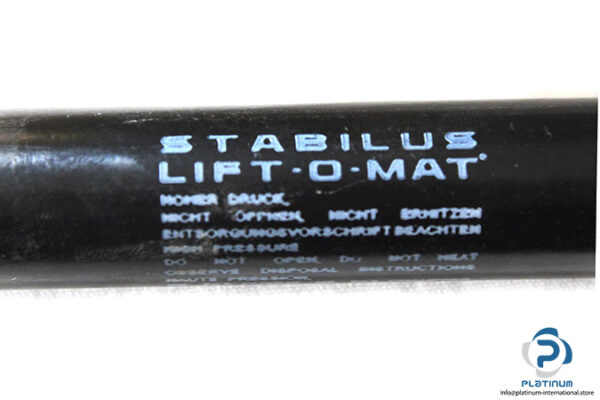 STABILUS
LIFT-O-MAT®
HOHER DRUCK
NICHT ÖFFNEN, NICHT ERHITZEN
ENTSORGUNGSVORSCHRIFT BEACHTEN
HIGH PRESSURE
DO NOT OPEN, DO NOT HEAT
OBSERVE DISPOSAL INSTRUCTIONS
HAUTE PRESSION
PLATINUM
info@platinum-international.store